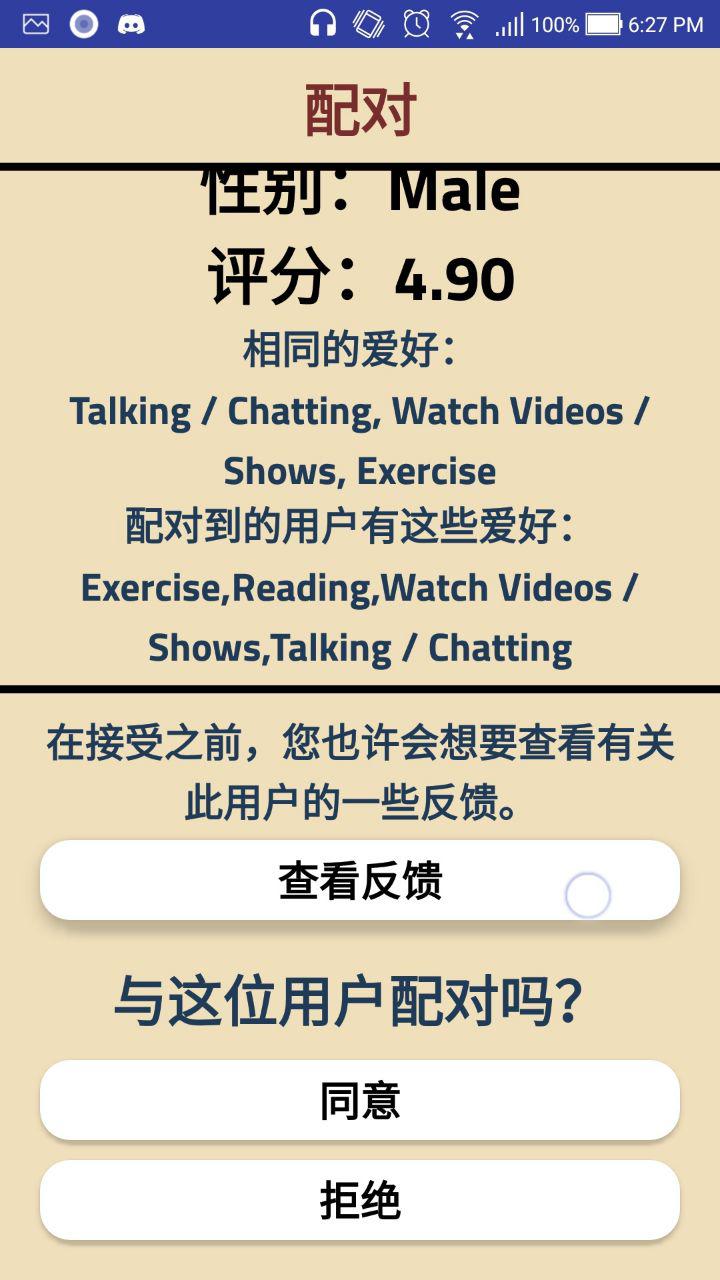 100% 6:27 PM
配对
性别：Male
评分：4.90
相同的爱好：
Talking / Chatting, Watch Videos /
Shows, Exercise
配对到的用户有这些爱好：
Exercise,Reading,Watch Videos /
Shows,Talking / Chatting
在接受之前，您也许会想要查看有关
此用户的一些反馈。
查看反馈
与这位用户配对吗？
同意
拒绝